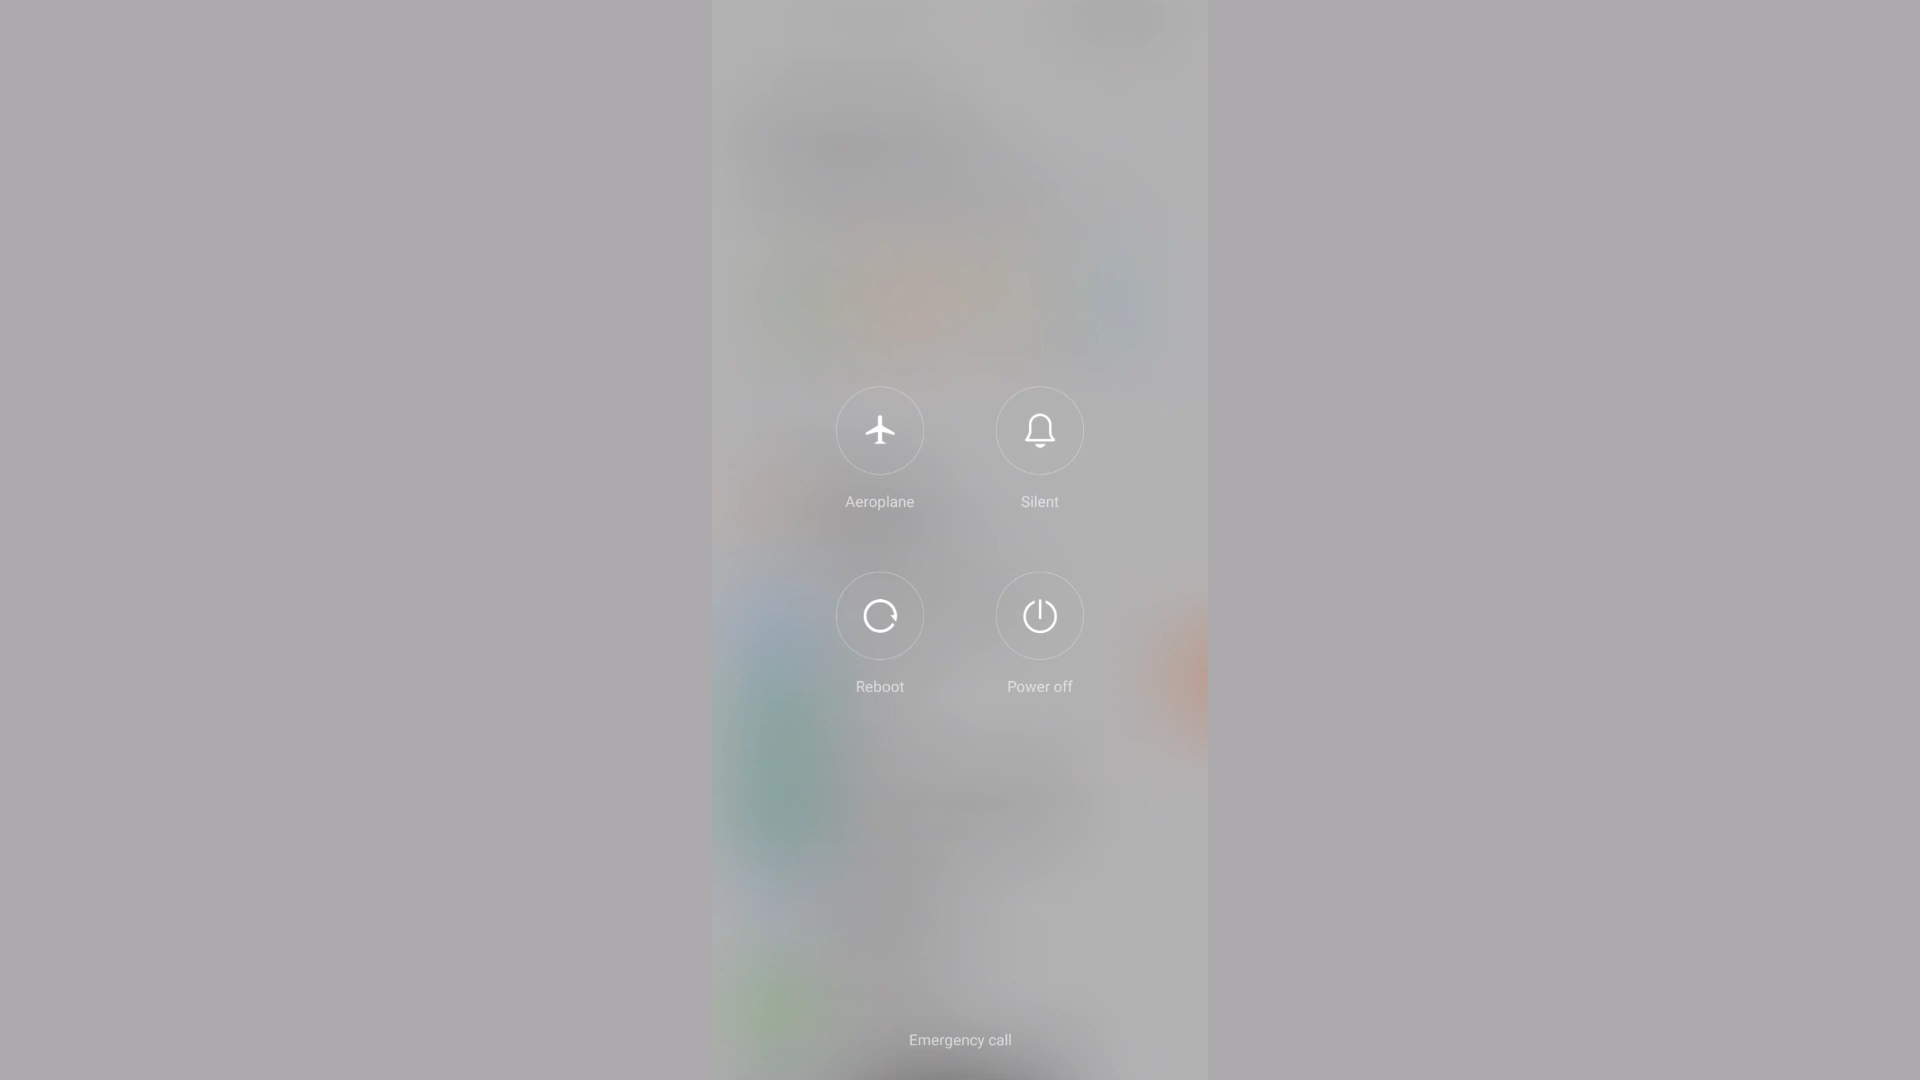 Aeroplane
Silent
Reboot
Power off
Emergency call